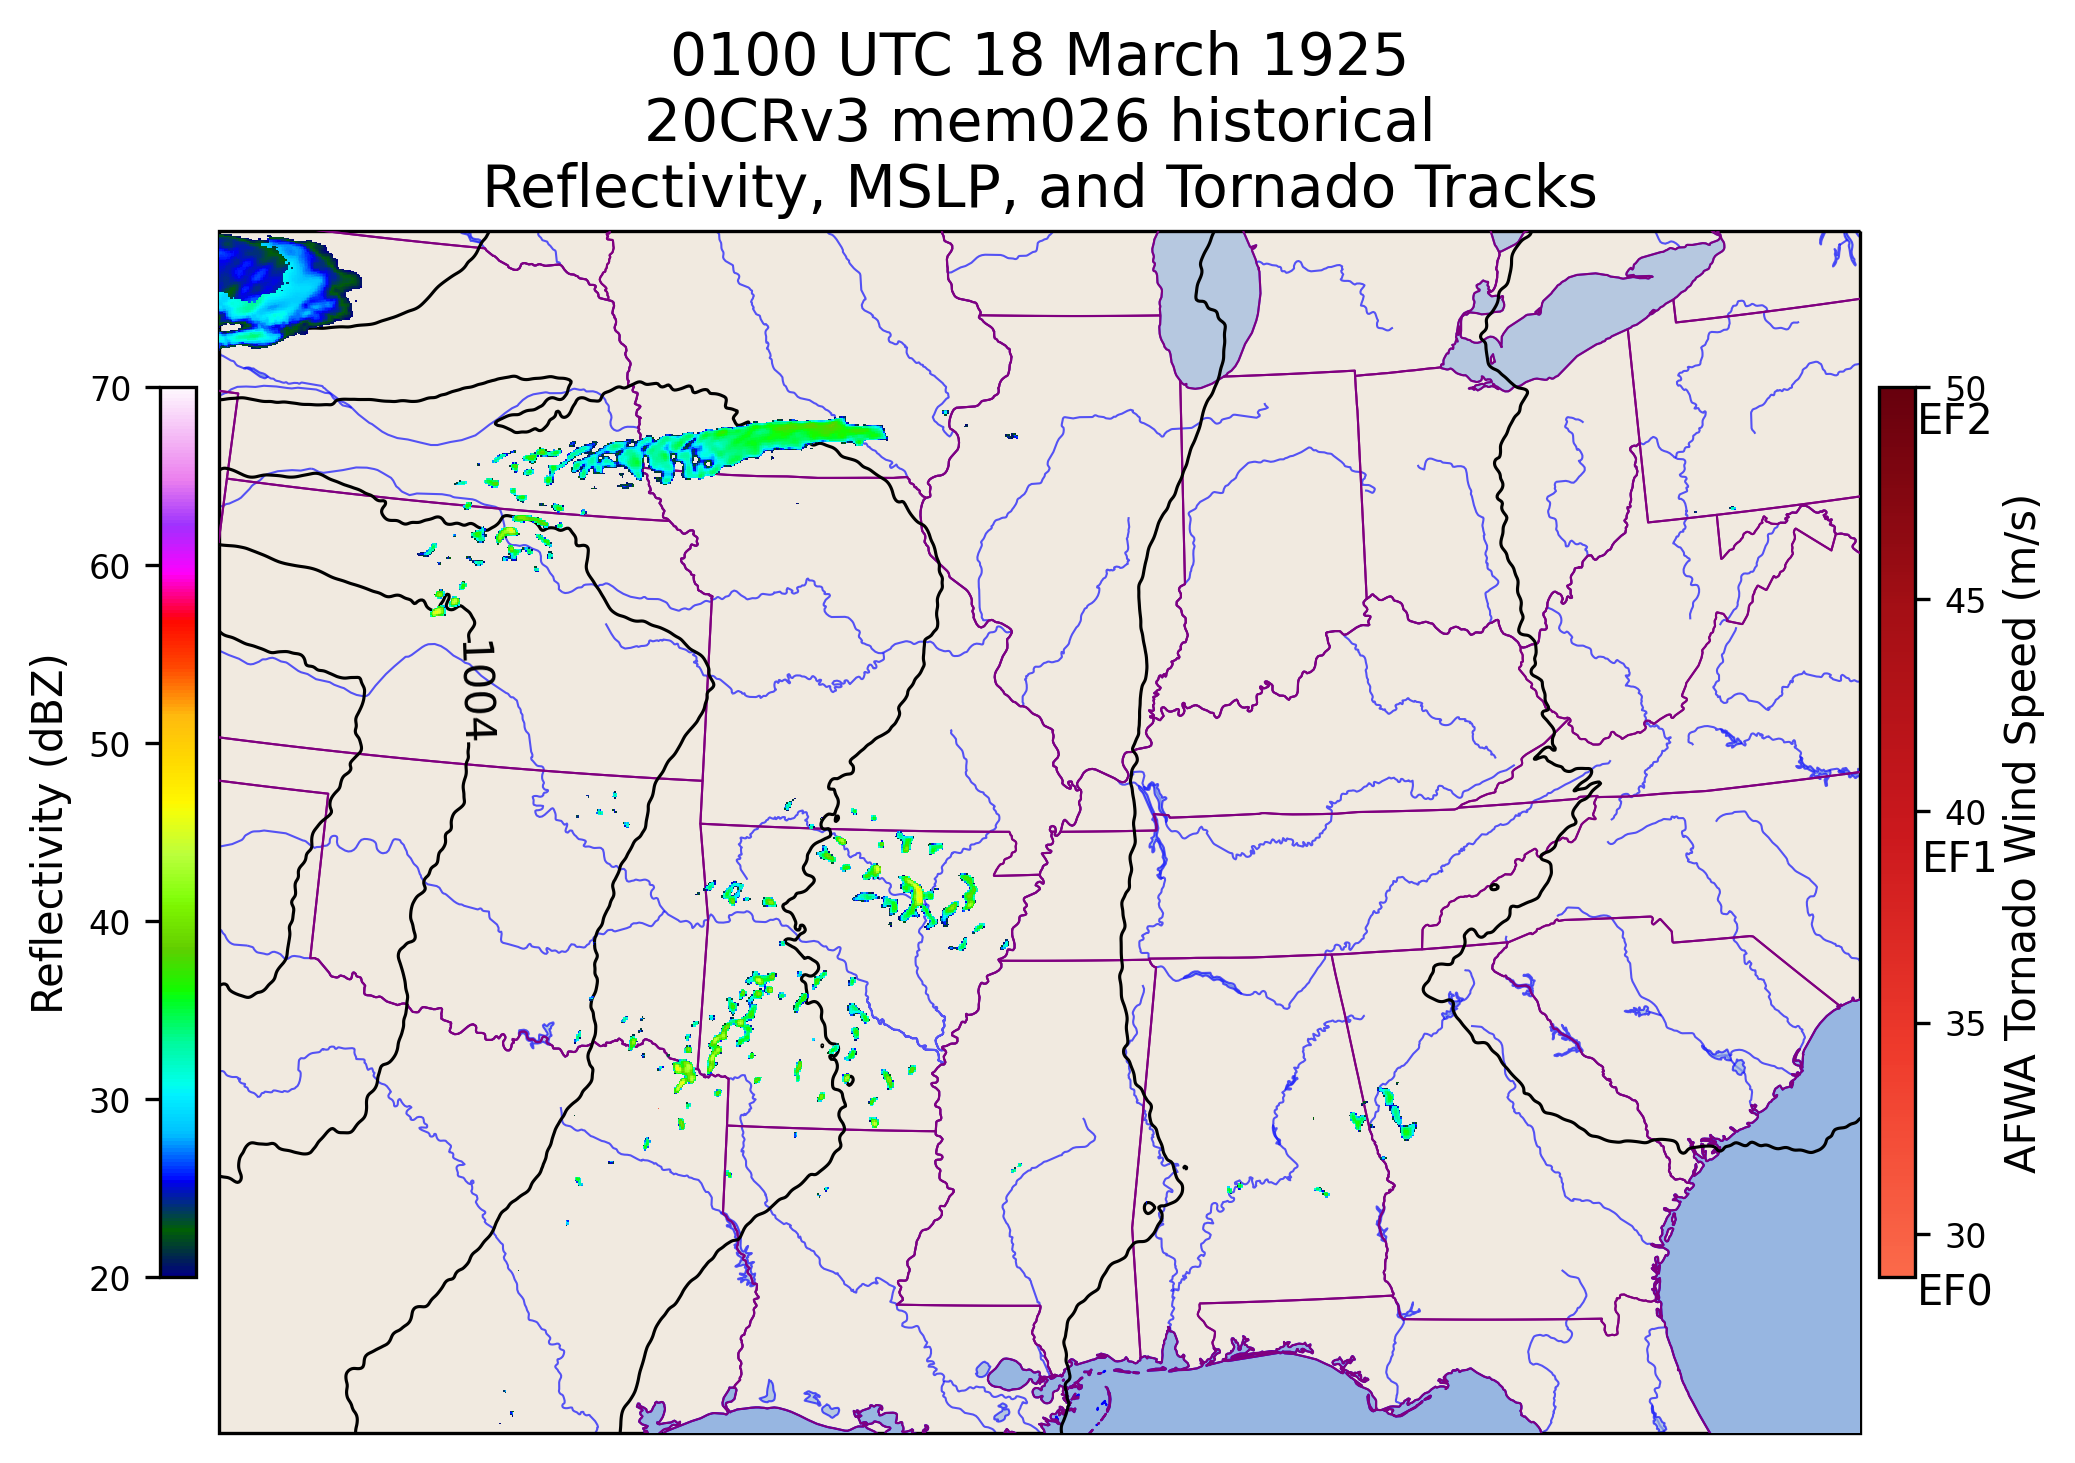 0100 UTC 18 March 1925
20CRv3 mem026 historical
Reflectivity, MSLP, and Tornado Tracks
70
60
50
40
30
20
Reflectivity (dBZ)
1004
50
EF2
45
40
EF1
35
30
EF0
AFWA Tornado Wind Speed (m/s)